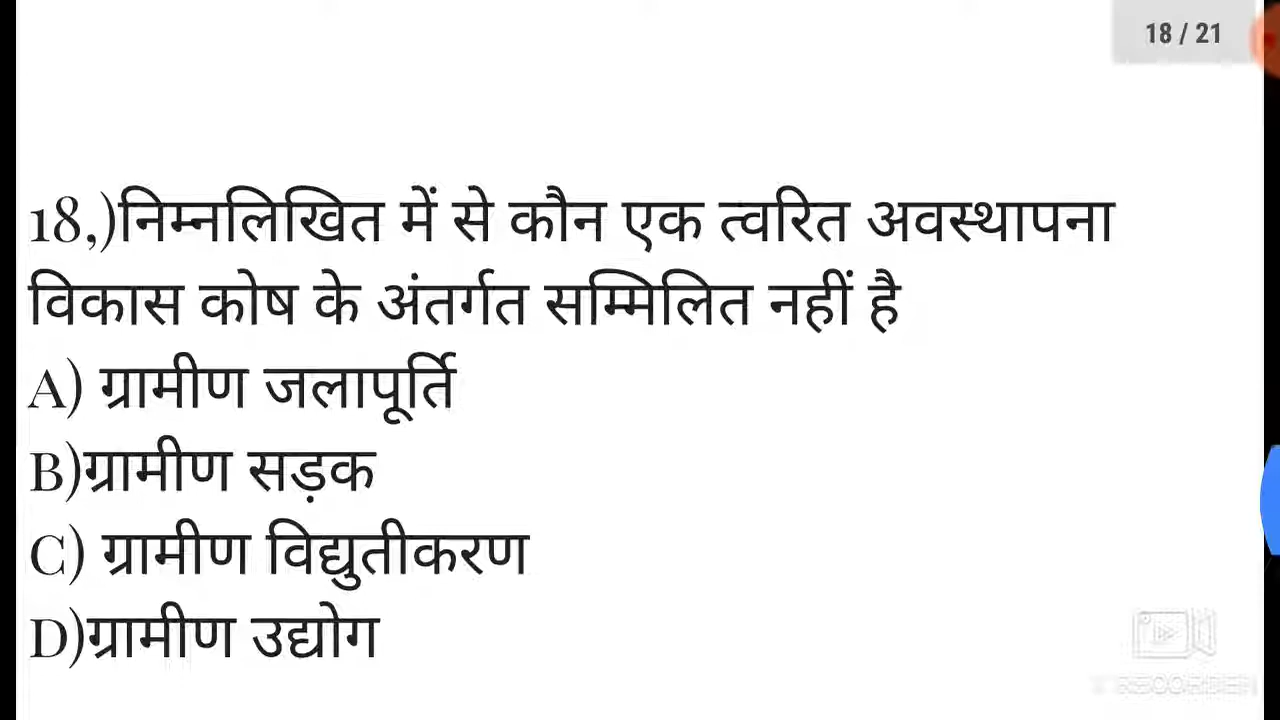 18 / 21
18,)निम्नलिखित में से कौन एक त्वरित अवस्थापना
विकास कोष के अंतर्गत सम्मिलित नहीं है
A) ग्रामीण जलापूर्ति
B)ग्रामीण सड़क
C) ग्रामीण विद्युतीकरण
D)ग्रामीण उद्योग